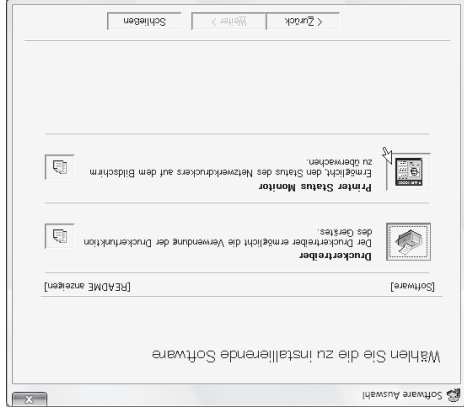 Software Auswahl
Wählen Sie die zu installierende Software
[Software] [README anzeigen]
Druckertreiber
Der Druckertreiber ermöglicht die Verwendung der Druckerfunktion
des Gerätes.
Printer Status Monitor
Ermöglicht, den Status des Netzwerkdruckers auf dem Bildschirm
zu überwachen.
< Zurück Weiter > Schließen